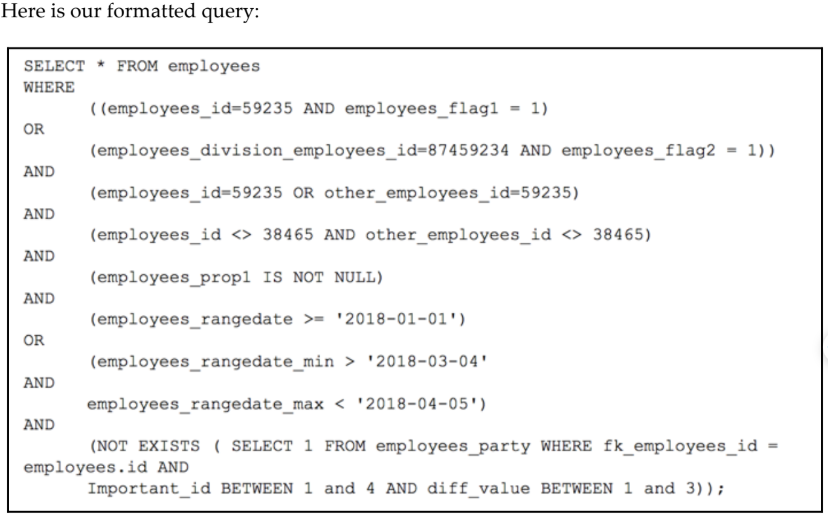 Here is our formatted query:
SELECT * FROM employees
WHERE
((employees_id=59235 AND employees_flag1 = 1)
OR
(employees_division_employees_id=87459234 AND employees_flag2 = 1))
AND
(employees_id=59235 OR other_employees_id=59235)
AND
(employees_id <> 38465 AND other_employees_id <> 38465)
AND
(employees_prop1 IS NOT NULL)
AND
(employees_rangedate >= '2018-01-01')
OR
(employees_rangedate_min > '2018-03-04'
AND
employees_rangedate_max < '2018-04-05')
AND
(NOT EXISTS ( SELECT 1 FROM employees_party WHERE fk_employees_id =
employees.id AND
Important_id BETWEEN 1 and 4 AND diff_value BETWEEN 1 and 3));